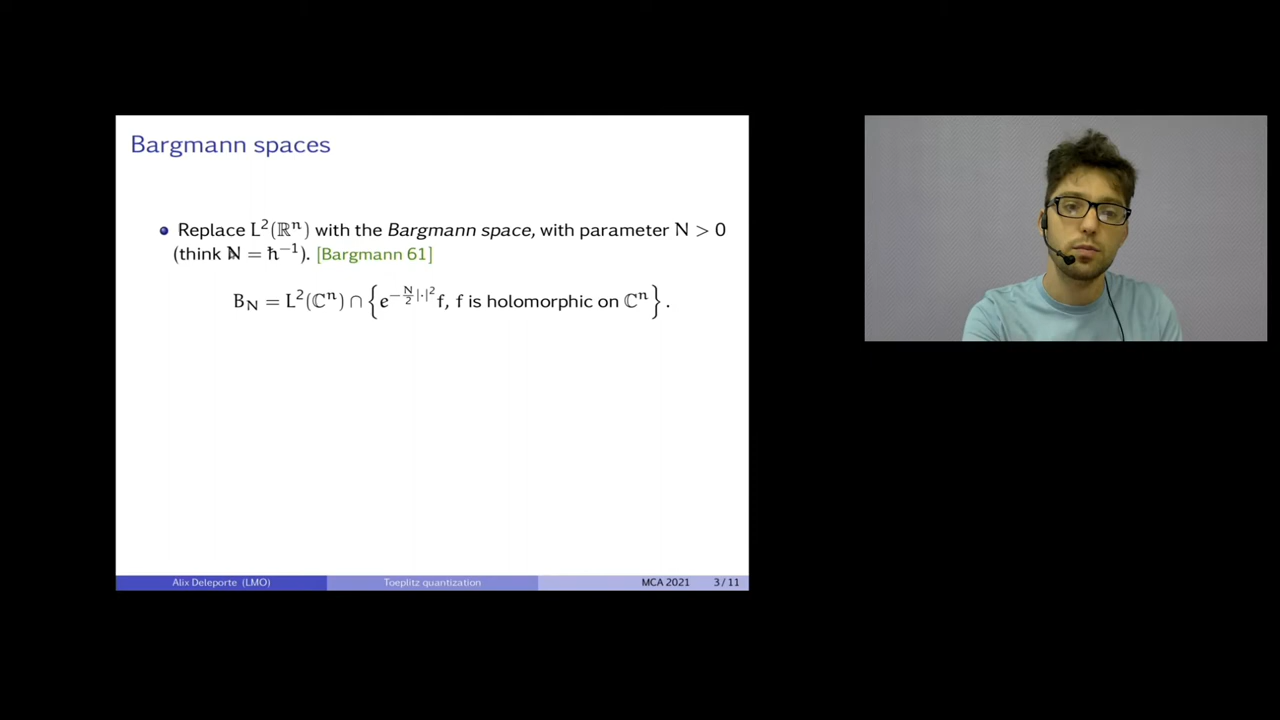 Bargmann spaces
Replace L²(ℝⁿ) with the Bargmann space, with parameter N > 0
(think N = ħ⁻¹). [Bargmann 61]
B_N = L²(ℂⁿ) ∩ {e^{−\frac{N}{2}|·|²} f, f is holomorphic on ℂⁿ}.
Alix Deleporte (LMO) Toeplitz quantization MCA 2021 3 / 11